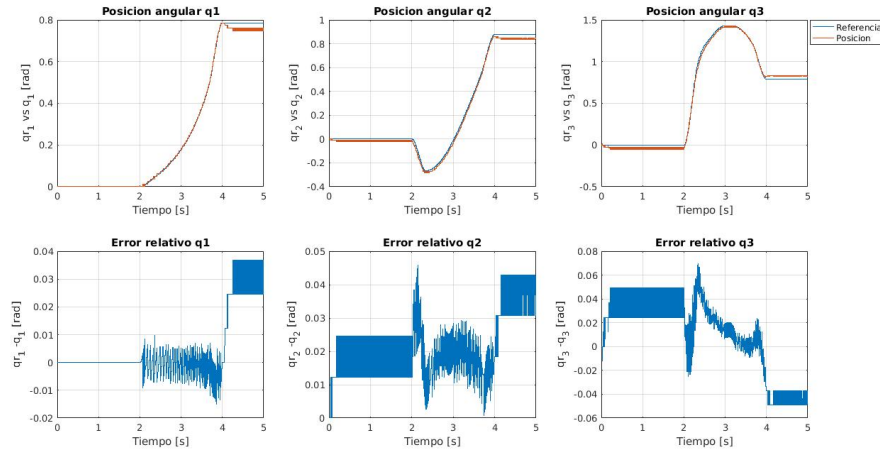 Posicion angular q1
qr1 vs q1 [rad]
0.8
0.6
0.4
0.2
0
0 1 2 3 4 5
Tiempo [s]
Posicion angular q2
qr2 vs q2 [rad]
1
0.8
0.6
0.4
0.2
0
-0.2
-0.4
0 1 2 3 4 5
Tiempo [s]
Posicion angular q3
qr3 vs q3 [rad]
1.5
1
0.5
0
-0.5
0 1 2 3 4 5
Tiempo [s]
Referencia
Posicion
Error relativo q1
qr1 -q1 [rad]
0.04
0.03
0.02
0.01
0
-0.01
-0.02
0 1 2 3 4 5
Tiempo [s]
Error relativo q2
qr2 -q2 [rad]
0.05
0.04
0.03
0.02
0.01
0
0 1 2 3 4 5
Tiempo [s]
Error relativo q3
qr3 -q3 [rad]
0.08
0.06
0.04
0.02
0
-0.02
-0.04
-0.06
0 1 2 3 4 5
Tiempo [s]